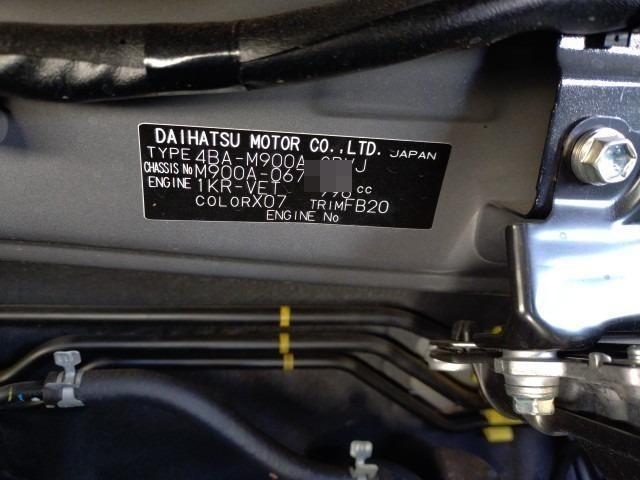 DAIHATSU MOTOR CO.,LTD.
JAPAN
TYPE 4BA-M900A-
CHASSIS No M900A-067
ENGINE 1KR-VET 996 cc
COLOR X07 TRIM FB20
ENGINE No